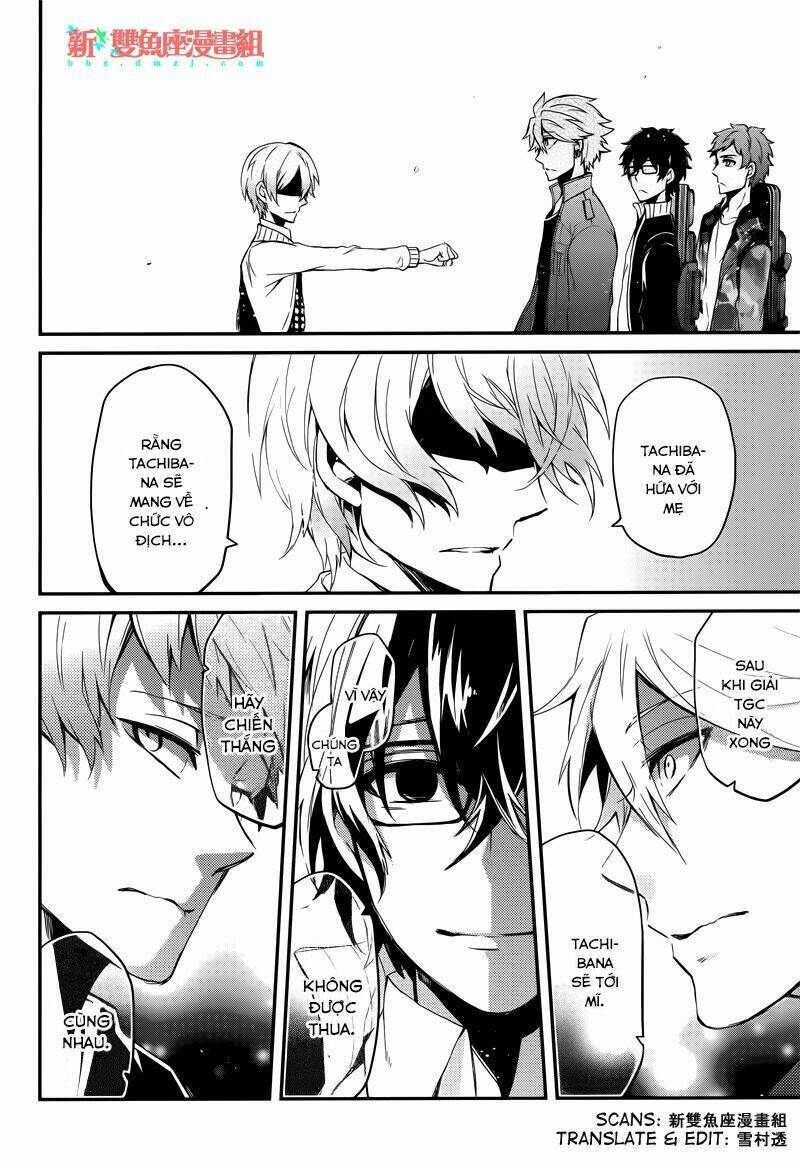 新雙魚座漫畫組
bbs.dmzj.com
TACHIBA-
NA ĐÃ
HỨA VỚI
MẸ
RẰNG
TACHIBA-
NA SẼ
MANG VỀ
CHỨC VÔ
ĐỊCH...
SAU
KHI GIẢI
TGC
NÀY
XONG
TACHI-
BANA
SẼ TỚI
MĨ.
VÌ VẬY
CHÚNG
TA
KHÔNG
ĐƯỢC
THUA.
HÃY
CHIẾN
THẮNG
CÙNG
NHAU.
SCANS: 新雙魚座漫畫組
TRANSLATE & EDIT: 雪村透